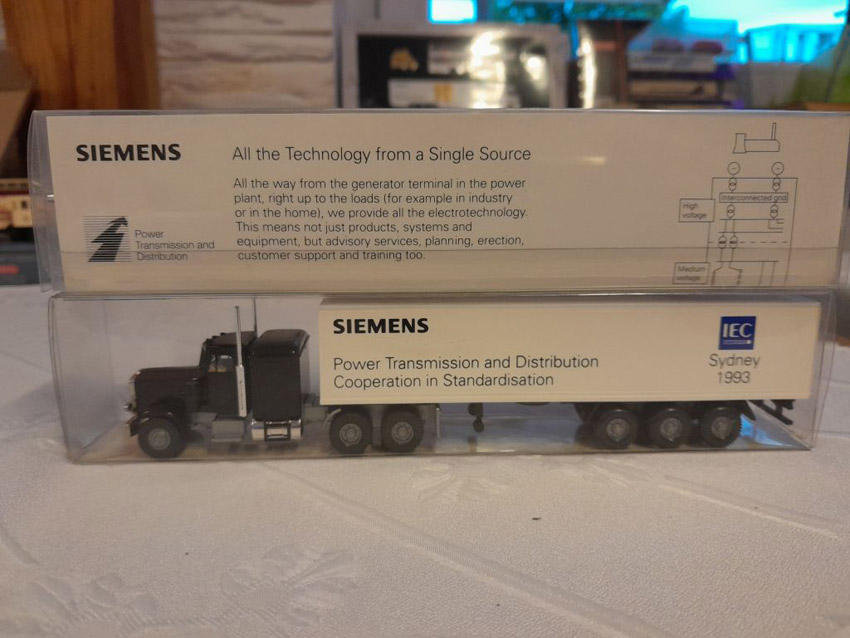 SIEMENS
All the Technology from a Single Source
All the way from the generator terminal in the power
plant, right up to the loads (for example in industry
or in the home), we provide all the electrotechnology.
This means not just products, systems and
equipment, but advisory services, planning, erection,
customer support and training too.
Power
Transmission and
Distribution
Interconnected grid
High
voltage
Medium
voltage
SIEMENS
Power Transmission and Distribution
Cooperation in Standardisation
IEC
Sydney
1993